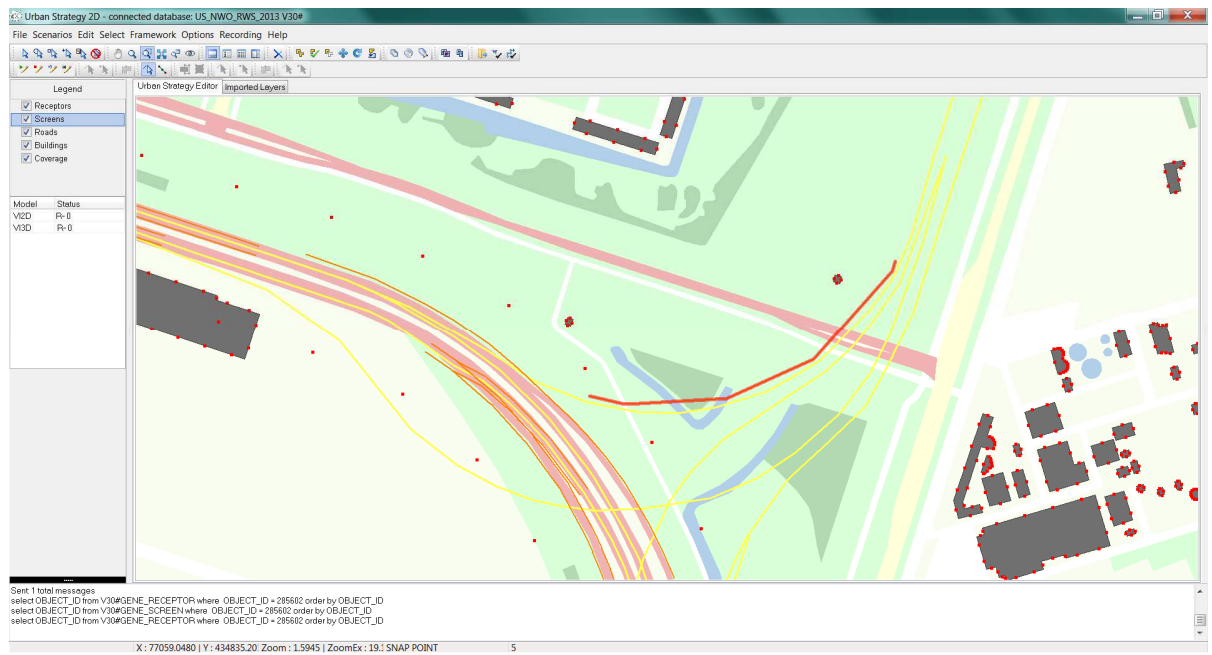 Urban Strategy 2D - connected database: US_NWO_RWS_2013 V30#
File Scenarios Edit Select Framework Options Recording Help
Legend
Receptors
Screens
Roads
Buildings
Coverage
Model Status
VI2D R-0
VI3D R-0
Urban Strategy Editor Imported Layers
Sent 1 total messages
select OBJECT_ID from V30#GENE_RECEPTOR where OBJECT_ID = 285602 order by OBJECT_ID
select OBJECT_ID from V30#GENE_SCREEN where OBJECT_ID = 285602 order by OBJECT_ID
select OBJECT_ID from V30#GENE_RECEPTOR where OBJECT_ID = 285602 order by OBJECT_ID
X : 77059.0480 | Y : 434835.20 Zoom : 1.5945 | ZoomEx : 19.: SNAP POINT 5